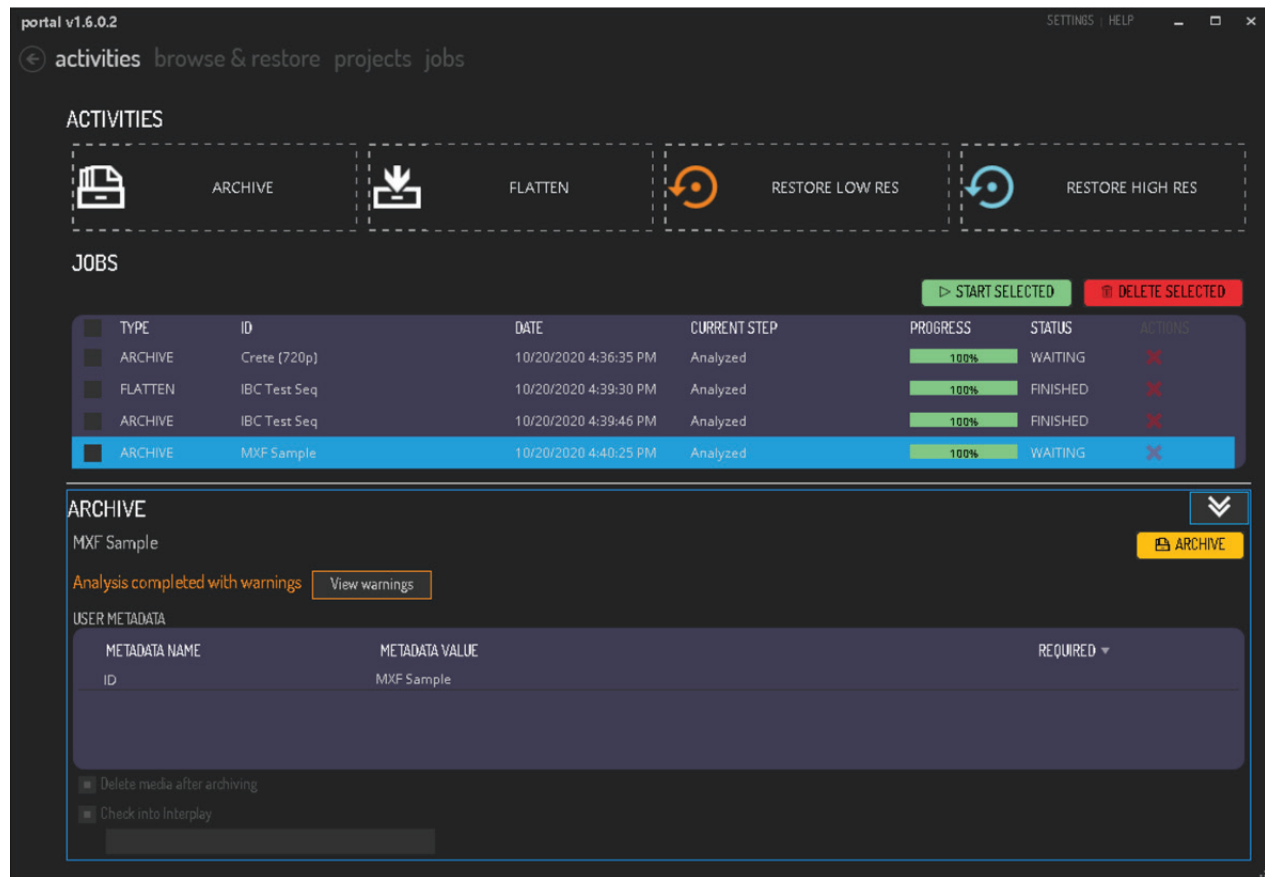 portal v1.6.0.2
SETTINGS | HELP
activities browse & restore projects jobs
ACTIVITIES
ARCHIVE FLATTEN RESTORE LOW RES RESTORE HIGH RES
JOBS
START SELECTED DELETE SELECTED
TYPE ID DATE CURRENT STEP PROGRESS STATUS ACTIONS
ARCHIVE Crete (720p) 10/20/2020 4:36:35 PM Analyzed 100% WAITING
FLATTEN IBC Test Seq 10/20/2020 4:39:30 PM Analyzed 100% FINISHED
ARCHIVE IBC Test Seq 10/20/2020 4:39:46 PM Analyzed 100% FINISHED
ARCHIVE MXF Sample 10/20/2020 4:40:25 PM Analyzed 100% WAITING
ARCHIVE
MXF Sample
ARCHIVE
Analysis completed with warnings View warnings
USER METADATA
METADATA NAME METADATA VALUE REQUIRED
ID MXF Sample
Delete media after archiving
Check into Interplay